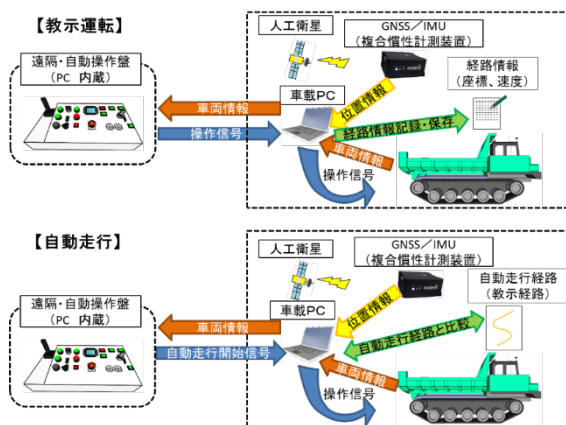 【教示運転】
人工衛星
GNSS/IMU
(複合慣性計測装置)
遠隔・自動操作盤
(PC 内蔵)
経路情報
(座標、速度)
車載PC
位置情報
車両情報
経路情報記録・保存
操作信号
車両情報
操作信号
【自動走行】
人工衛星
GNSS/IMU
(複合慣性計測装置)
遠隔・自動操作盤
(PC 内蔵)
自動走行経路
(教示経路)
車載PC
位置情報
車両情報
自動走行経路と比較
自動走行開始信号
車両情報
操作信号